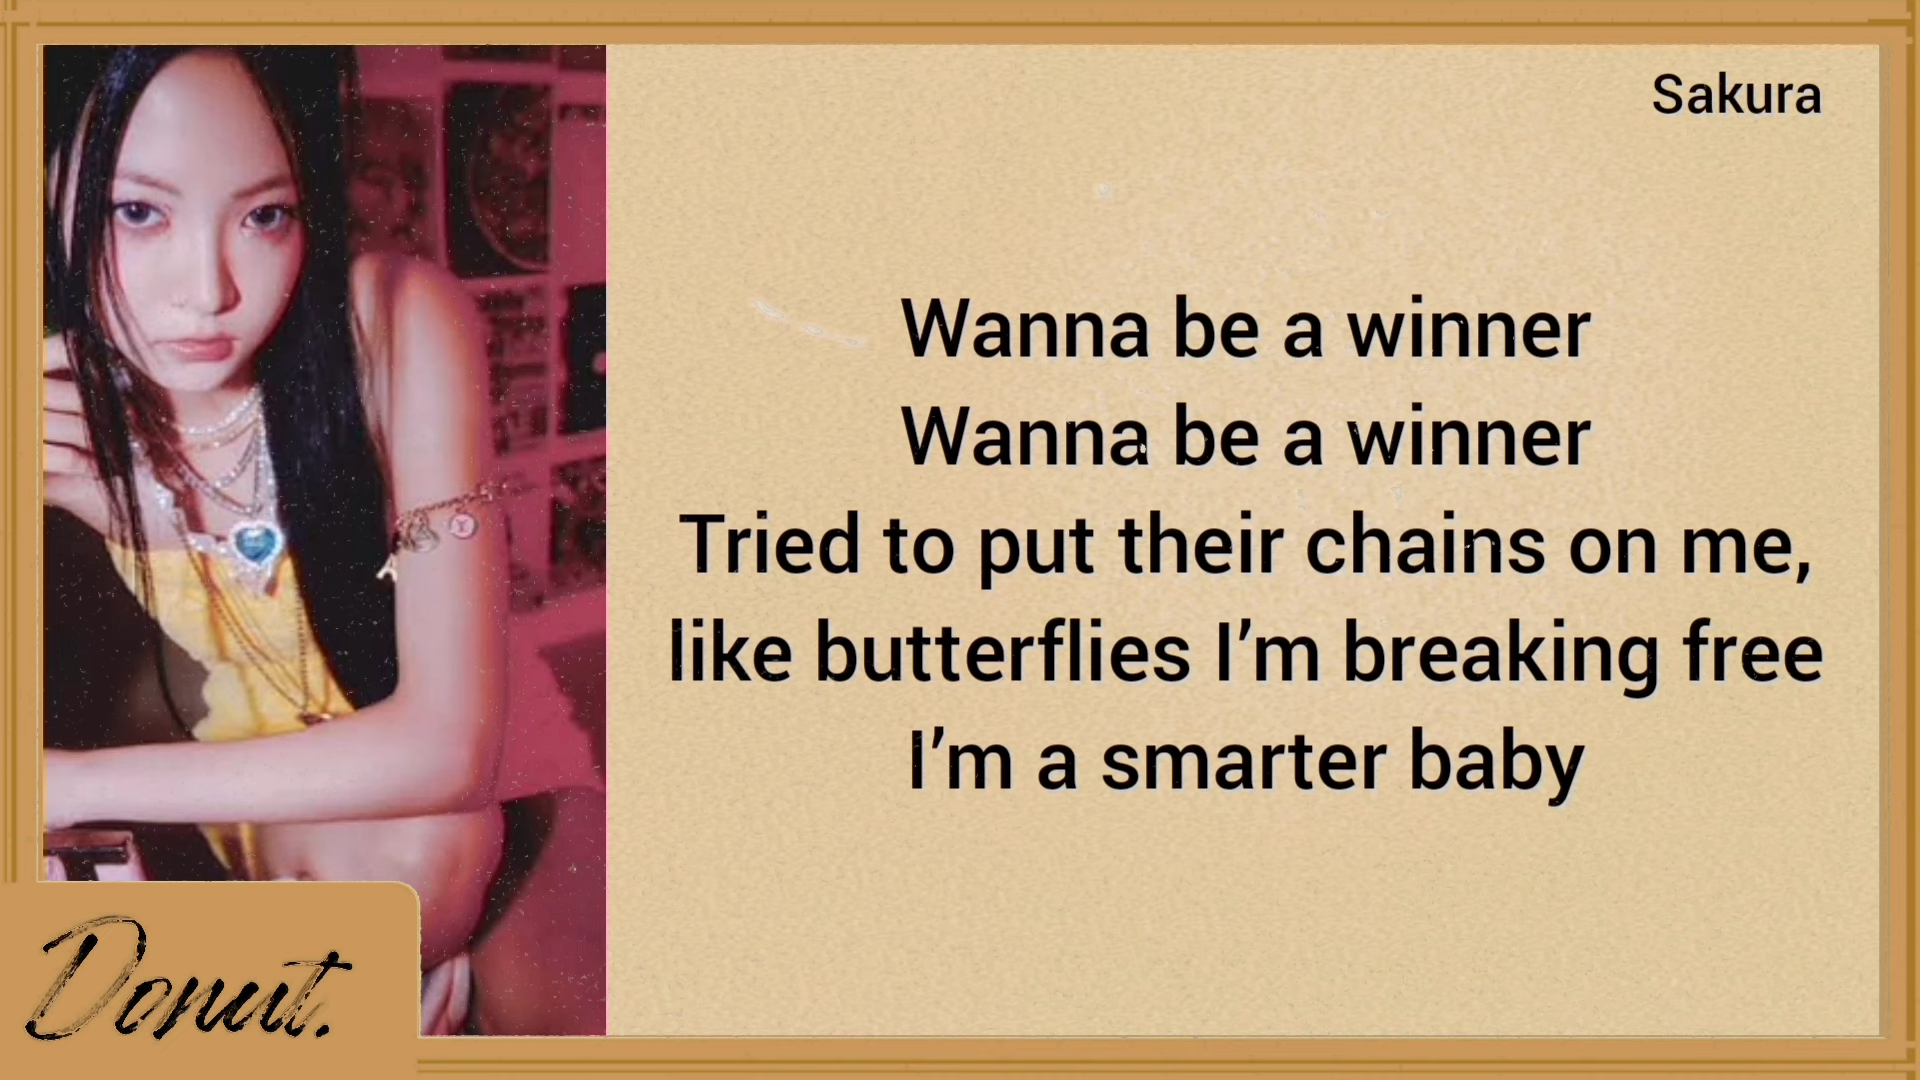 Sakura
Wanna be a winner
Wanna be a winner
Tried to put their chains on me,
like butterflies I’m breaking free
I’m a smarter baby
Donut.